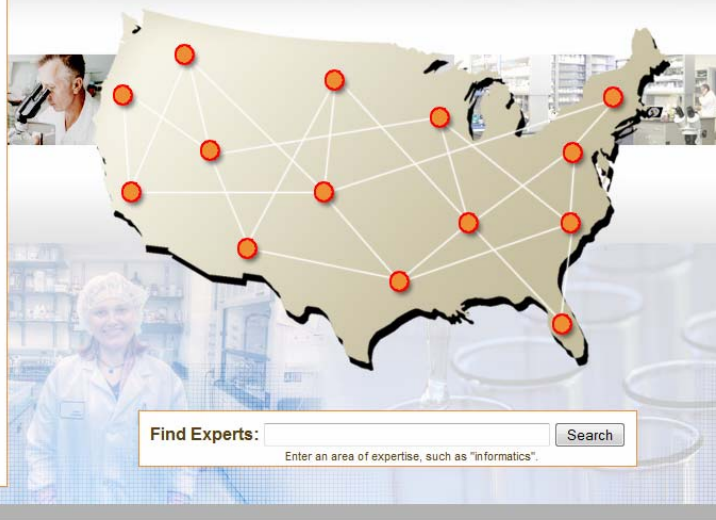 Find Experts: Search
Enter an area of expertise, such as "informatics".